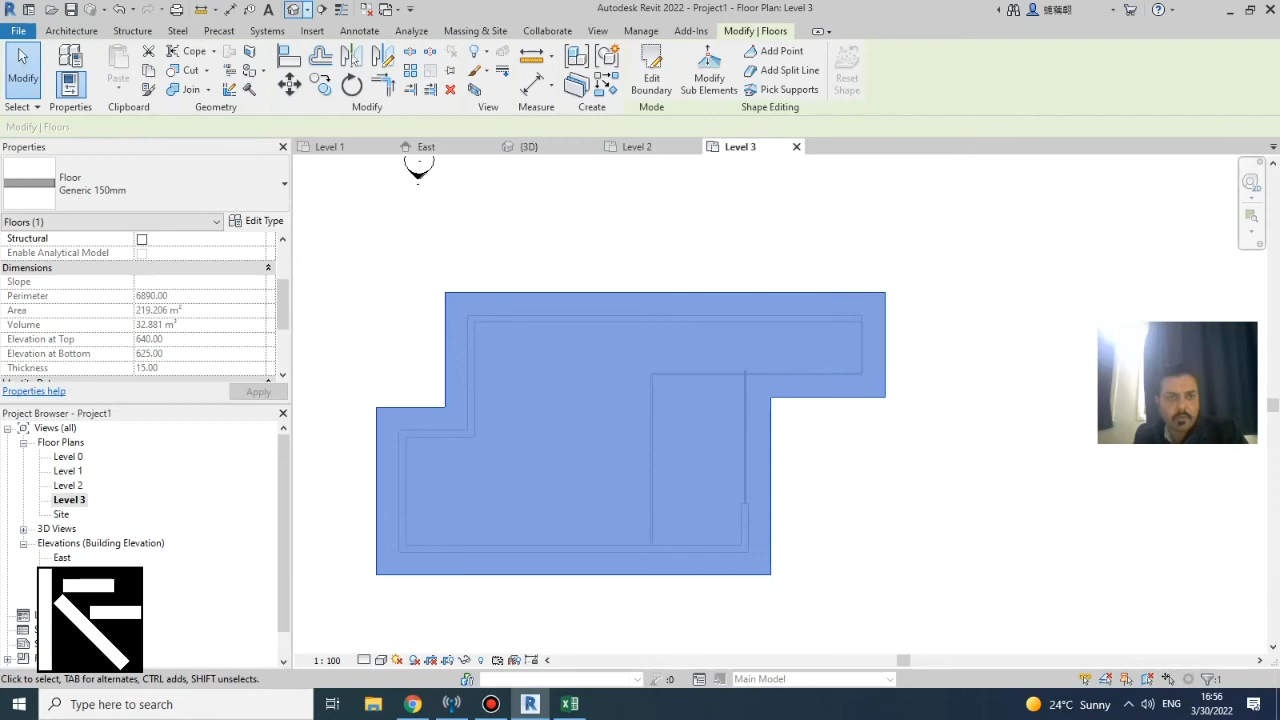 Autodesk Revit 2022 - Project1 - Floor Plan: Level 3
File Architecture Structure Steel Precast Systems Insert Annotate Analyze Massing & Site Collaborate View Manage Add-Ins Modify | Floors
Modify
Select
Properties
Paste
Clipboard
Cope
Cut
Join
Geometry
Modify
View
Measure
Create
Edit
Boundary
Mode
Modify
Sub Elements
Add Point
Add Split Line
Pick Supports
Reset
Shape
Shape Editing
Modify | Floors
Properties
Floor
Generic 150mm
Floors (1) Edit Type
Structural
Enable Analytical Model
Dimensions
Slope
Perimeter 6890.00
Area 219.206 m²
Volume 32.881 m³
Elevation at Top 640.00
Elevation at Bottom 625.00
Thickness 15.00
Properties help Apply
Project Browser - Project1
Views (all)
Floor Plans
Level 0
Level 1
Level 2
Level 3
Site
3D Views
Elevations (Building Elevation)
East
Level 1 East {3D} Level 2 Level 3
2D
1 : 100
Click to select, TAB for alternates, CTRL adds, SHIFT unselects.
:0 Main Model :1
Type here to search
24°C Sunny ENG 16:56
3/30/2022